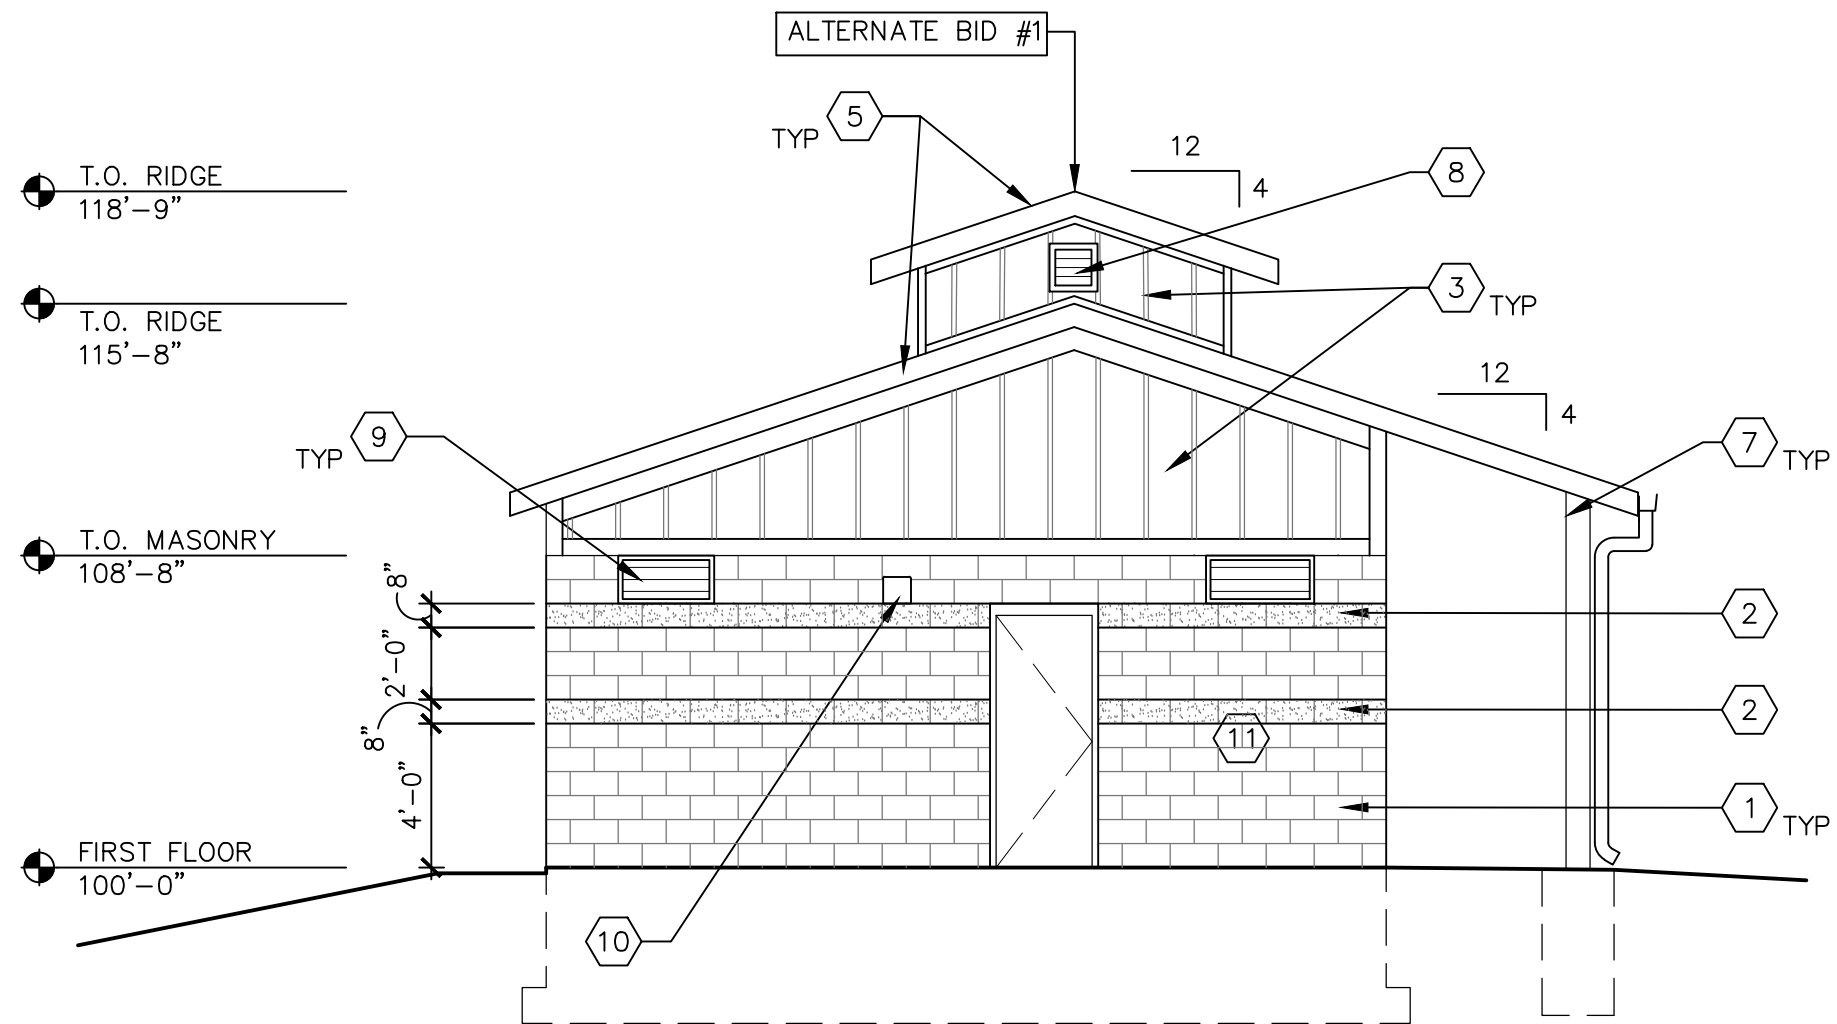 ALTERNATE BID #1
5
TYP
12
4
8
T.O. RIDGE
118'-9"
T.O. RIDGE
115'-8"
3
TYP
12
4
9
TYP
7
TYP
T.O. MASONRY
108'-8"
8"
2
2'-0"
2
8"
11
4'-0"
1
TYP
FIRST FLOOR
100'-0"
10